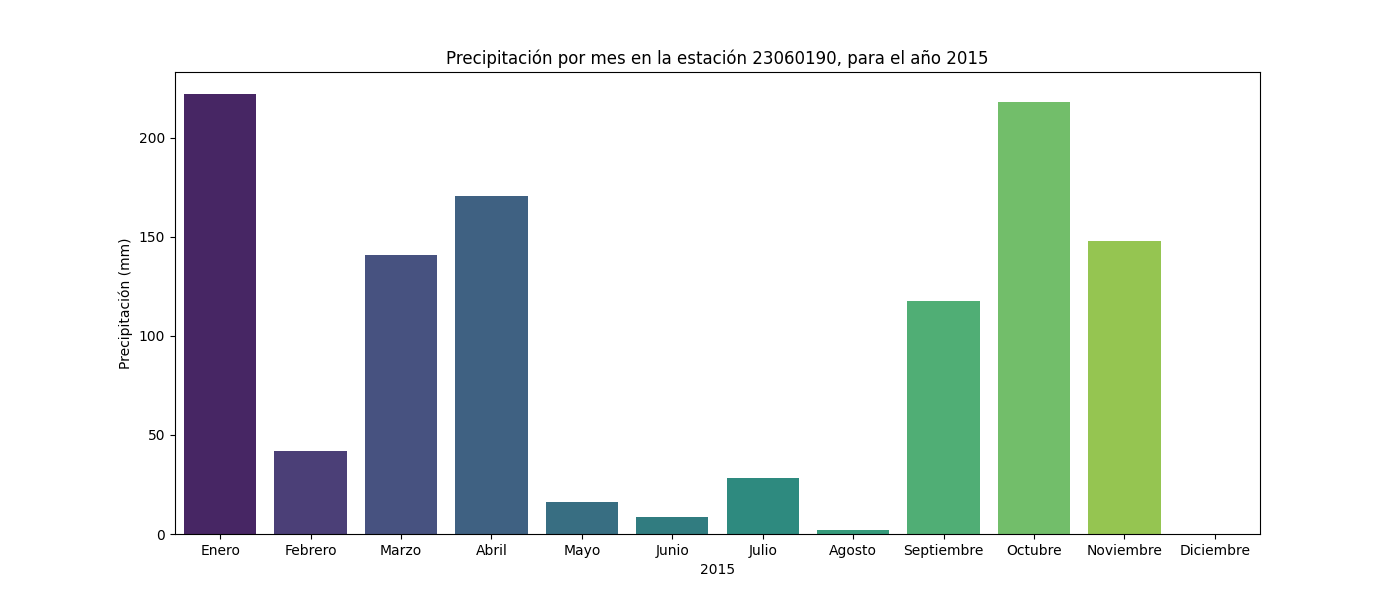 Precipitación por mes en la estación 23060190, para el año 2015
Precipitación (mm)
200
150
100
50
0
Enero Febrero Marzo Abril Mayo Junio Julio Agosto Septiembre Octubre Noviembre Diciembre
2015